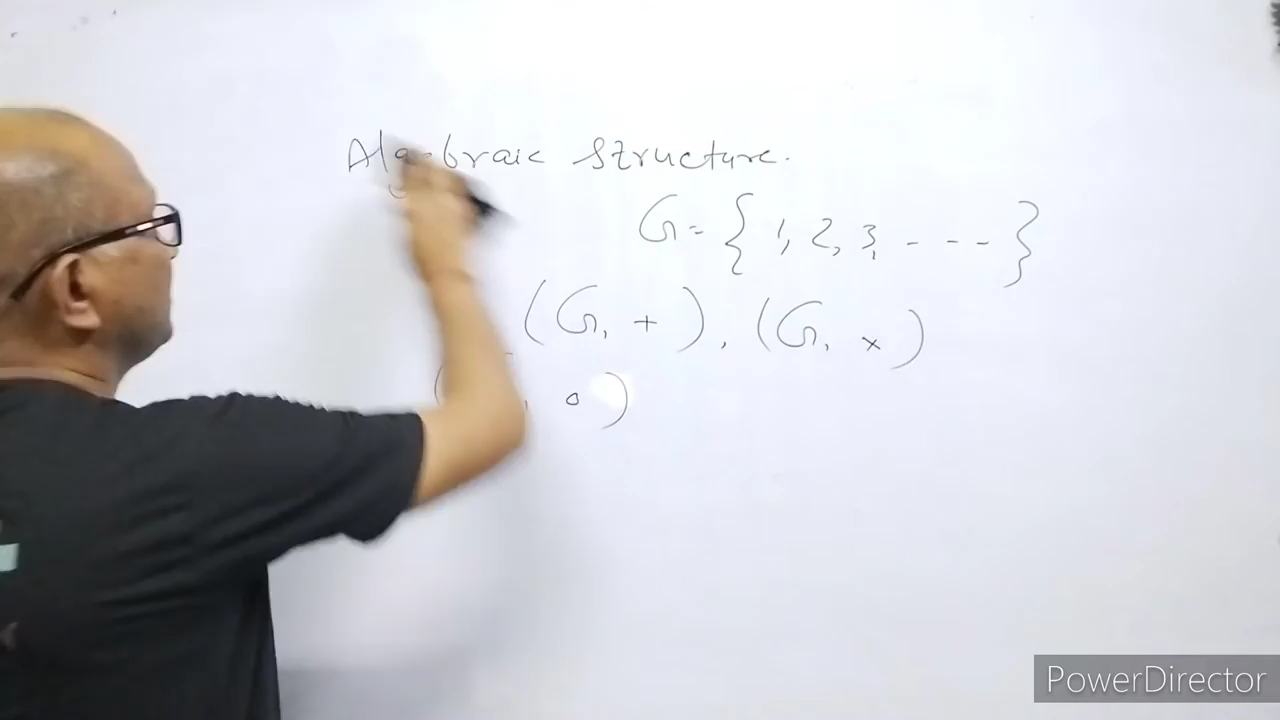 Algebraic structure.
G = { 1, 2, 3, - - - }
(G, +), (G, ×)
( , ∘)
PowerDirector